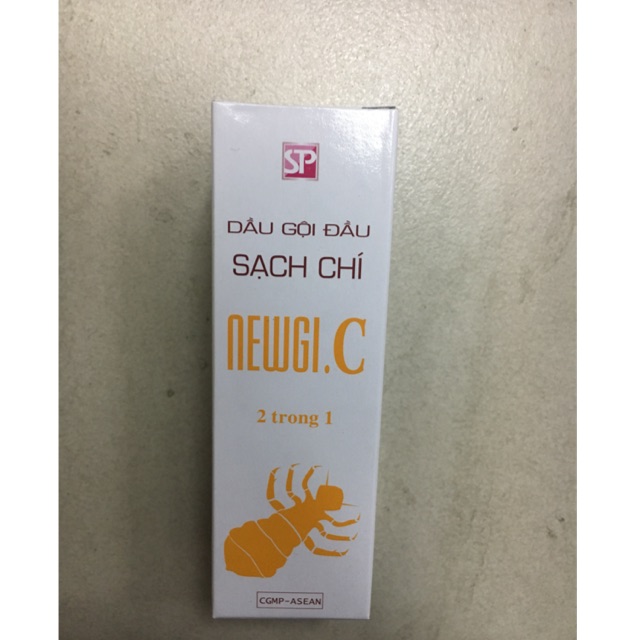 SP
DẦU GỘI ĐẦU
SẠCH CHÍ
NEWGI.C
2 trong 1
CGMP-ASEAN